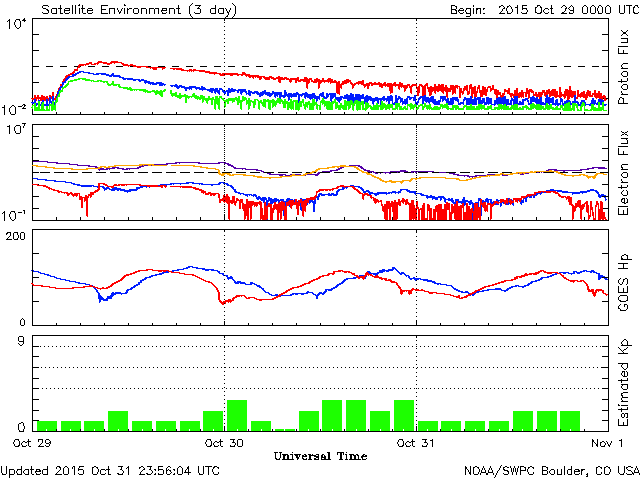 Satellite Environment (3 day)
Begin: 2015 Oct 29 0000 UTC
10^4
10^-2
Proton Flux
10^7
10^-1
Electron Flux
200
0
GOES Hp
9
0
Estimated Kp
Oct 29
Oct 30
Oct 31
Nov 1
Universal Time
Updated 2015 Oct 31 23:56:04 UTC
NOAA/SWPC Boulder, CO USA